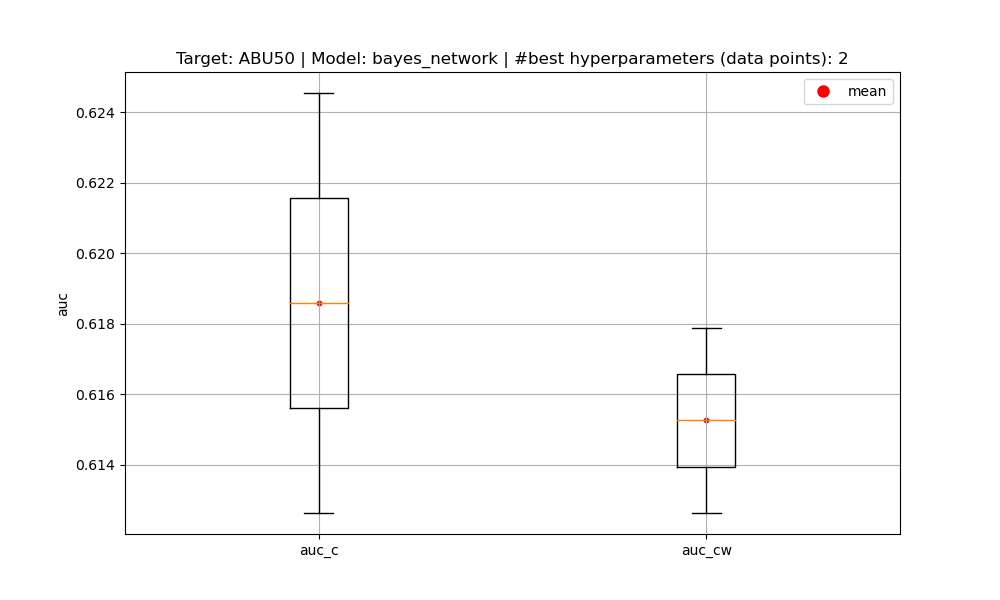 Target: ABU50 | Model: bayes_network | #best hyperparameters (data points): 2
mean
0.624
0.622
0.620
0.618
0.616
0.614
auc
auc_c
auc_cw